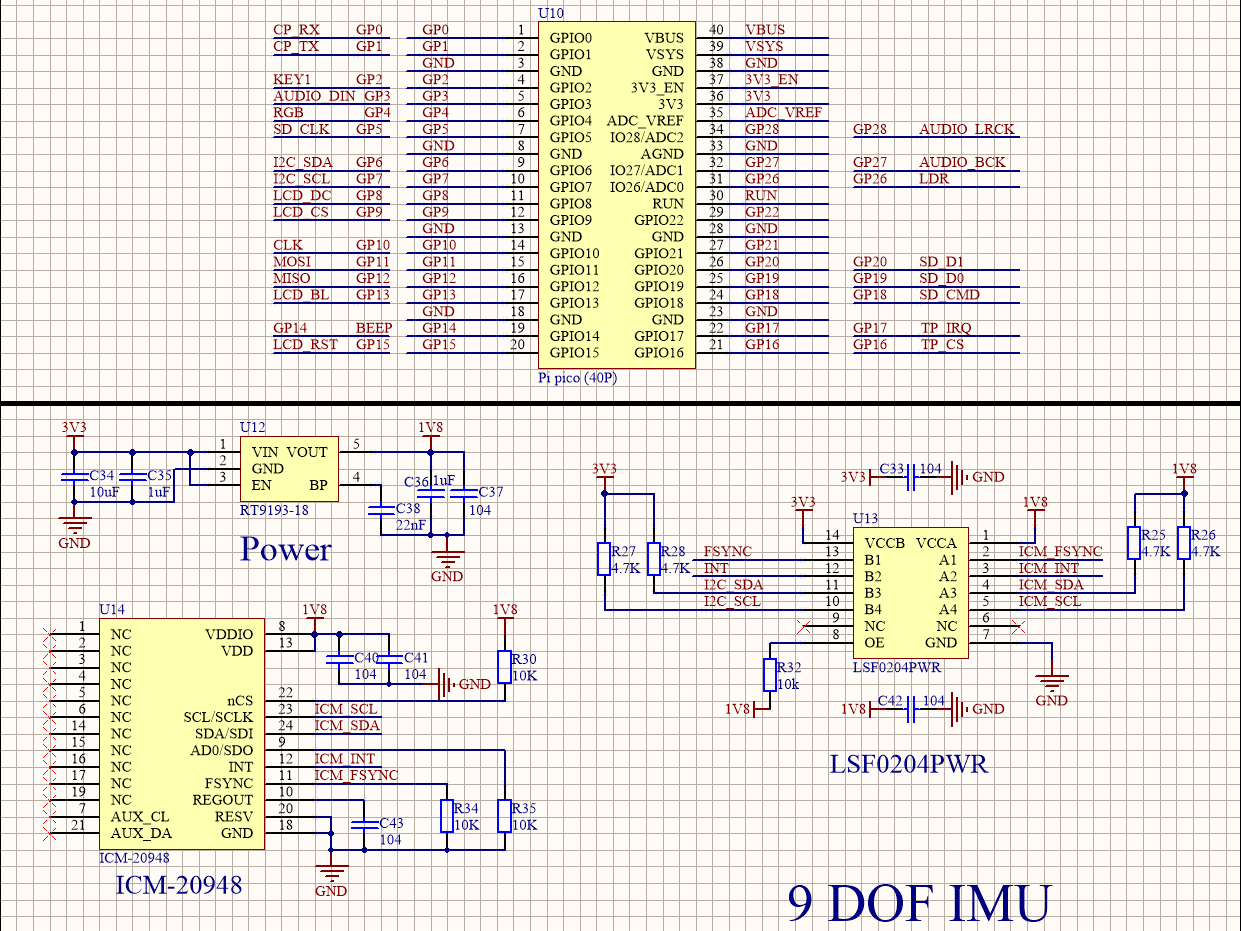 U10
CP_RX GP0 GP0 1 GPIO0 VBUS 40 VBUS
CP_TX GP1 GP1 2 GPIO1 VSYS 39 VSYS
GND 3 GND GND 38 GND
KEY1 GP2 GP2 4 GPIO2 3V3_EN 37 3V3_EN
AUDIO_DIN GP3 GP3 5 GPIO3 3V3 36 3V3
RGB GP4 GP4 6 GPIO4 ADC_VREF 35 ADC_VREF
SD_CLK GP5 GP5 7 GPIO5 IO28/ADC2 34 GP28 GP28 AUDIO_LRCK
GND 8 GND AGND 33 GND
I2C_SDA GP6 GP6 9 GPIO6 IO27/ADC1 32 GP27 GP27 AUDIO_BCK
I2C_SCL GP7 GP7 10 GPIO7 IO26/ADC0 31 GP26 GP26 LDR
LCD_DC GP8 GP8 11 GPIO8 RUN 30 RUN
LCD_CS GP9 GP9 12 GPIO9 GPIO22 29 GP22
GND 13 GND GND 28 GND
CLK GP10 GP10 14 GPIO10 GPIO21 27 GP21
MOSI GP11 GP11 15 GPIO11 GPIO20 26 GP20 GP20 SD_D1
MISO GP12 GP12 16 GPIO12 GPIO19 25 GP19 GP19 SD_D0
LCD_BL GP13 GP13 17 GPIO13 GPIO18 24 GP18 GP18 SD_CMD
GND 18 GND GND 23 GND
GP14 BEEP GP14 19 GPIO14 GPIO17 22 GP17 GP17 TP_IRQ
LCD_RST GP15 GP15 20 GPIO15 GPIO16 21 GP16 GP16 TP_CS
Pi pico (40P)
3V3 U12 1V8
1 VIN VOUT 5
2 GND
3 EN BP 4
C34 10uF
C35 1uF
C36 1uF
C37 104
C38 22nF
RT9193-18
GND
GND
Power
3V3 C33 104 GND
3V3 3V3 1V8 1V8
U13
R27 4.7K
R28 4.7K
R25 4.7K
R26 4.7K
14 VCCB VCCA 1
FSYNC 13 B1 A1 2 ICM_FSYNC
INT 12 B2 A2 3 ICM_INT
I2C_SDA 11 B3 A3 4 ICM_SDA
I2C_SCL 10 B4 A4 5 ICM_SCL
9 NC NC 6
8 OE GND 7
LSF0204PWR
R32 10k
1V8
GND
1V8 C42 104 GND
LSF0204PWR
U14 1V8 1V8
1 NC VDDIO 8
2 NC VDD 13
3 NC
4 NC
5 NC nCS 22
6 NC SCL/SCLK 23 ICM_SCL
14 NC SDA/SDI 24 ICM_SDA
15 NC AD0/SDO 9
16 NC INT 12 ICM_INT
17 NC FSYNC 11 ICM_FSYNC
19 NC REGOUT 10
7 AUX_CL RESV 20
21 AUX_DA GND 18
C40 104
C41 104
GND
R30 10K
C43 104
R34 10K
R35 10K
ICM-20948
GND
ICM-20948
9 DOF IMU